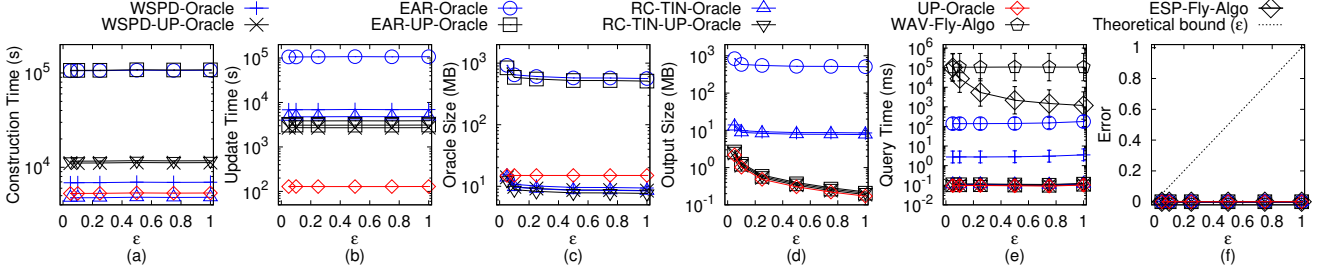 WSPD-Oracle EAR-Oracle RC-TIN-Oracle UP-Oracle ESP-Fly-Algo
WSPD-UP-Oracle EAR-UP-Oracle RC-TIN-UP-Oracle WAV-Fly-Algo Theoretical bound (ε)
Construction Time (s)
10^5
10^4
0 0.2 0.4 0.6 0.8 1
ε
(a)
Update Time (s)
10^5
10^4
10^3
10^2
0 0.2 0.4 0.6 0.8 1
ε
(b)
Oracle Size (MB)
10^3
10^2
10^1
0 0.2 0.4 0.6 0.8 1
ε
(c)
Output Size (MB)
10^3
10^2
10^1
10^0
10^-1
0 0.2 0.4 0.6 0.8 1
ε
(d)
Query Time (ms)
10^6
10^5
10^4
10^3
10^2
10^1
10^0
10^-1
10^-2
0 0.2 0.4 0.6 0.8 1
ε
(e)
Error
1
0.8
0.6
0.4
0.2
0
0 0.2 0.4 0.6 0.8 1
ε
(f)